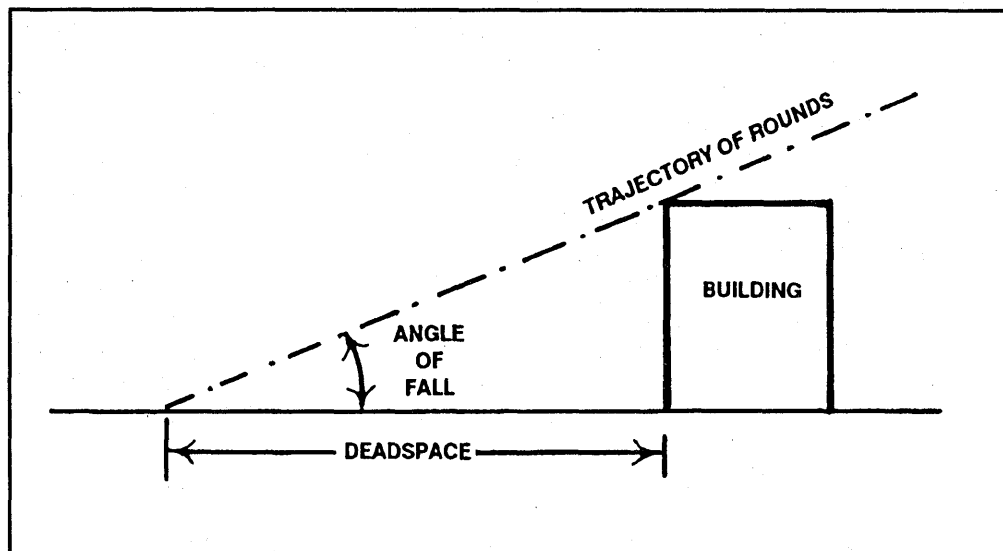 TRAJECTORY OF ROUNDS
BUILDING
ANGLE
OF
FALL
DEADSPACE